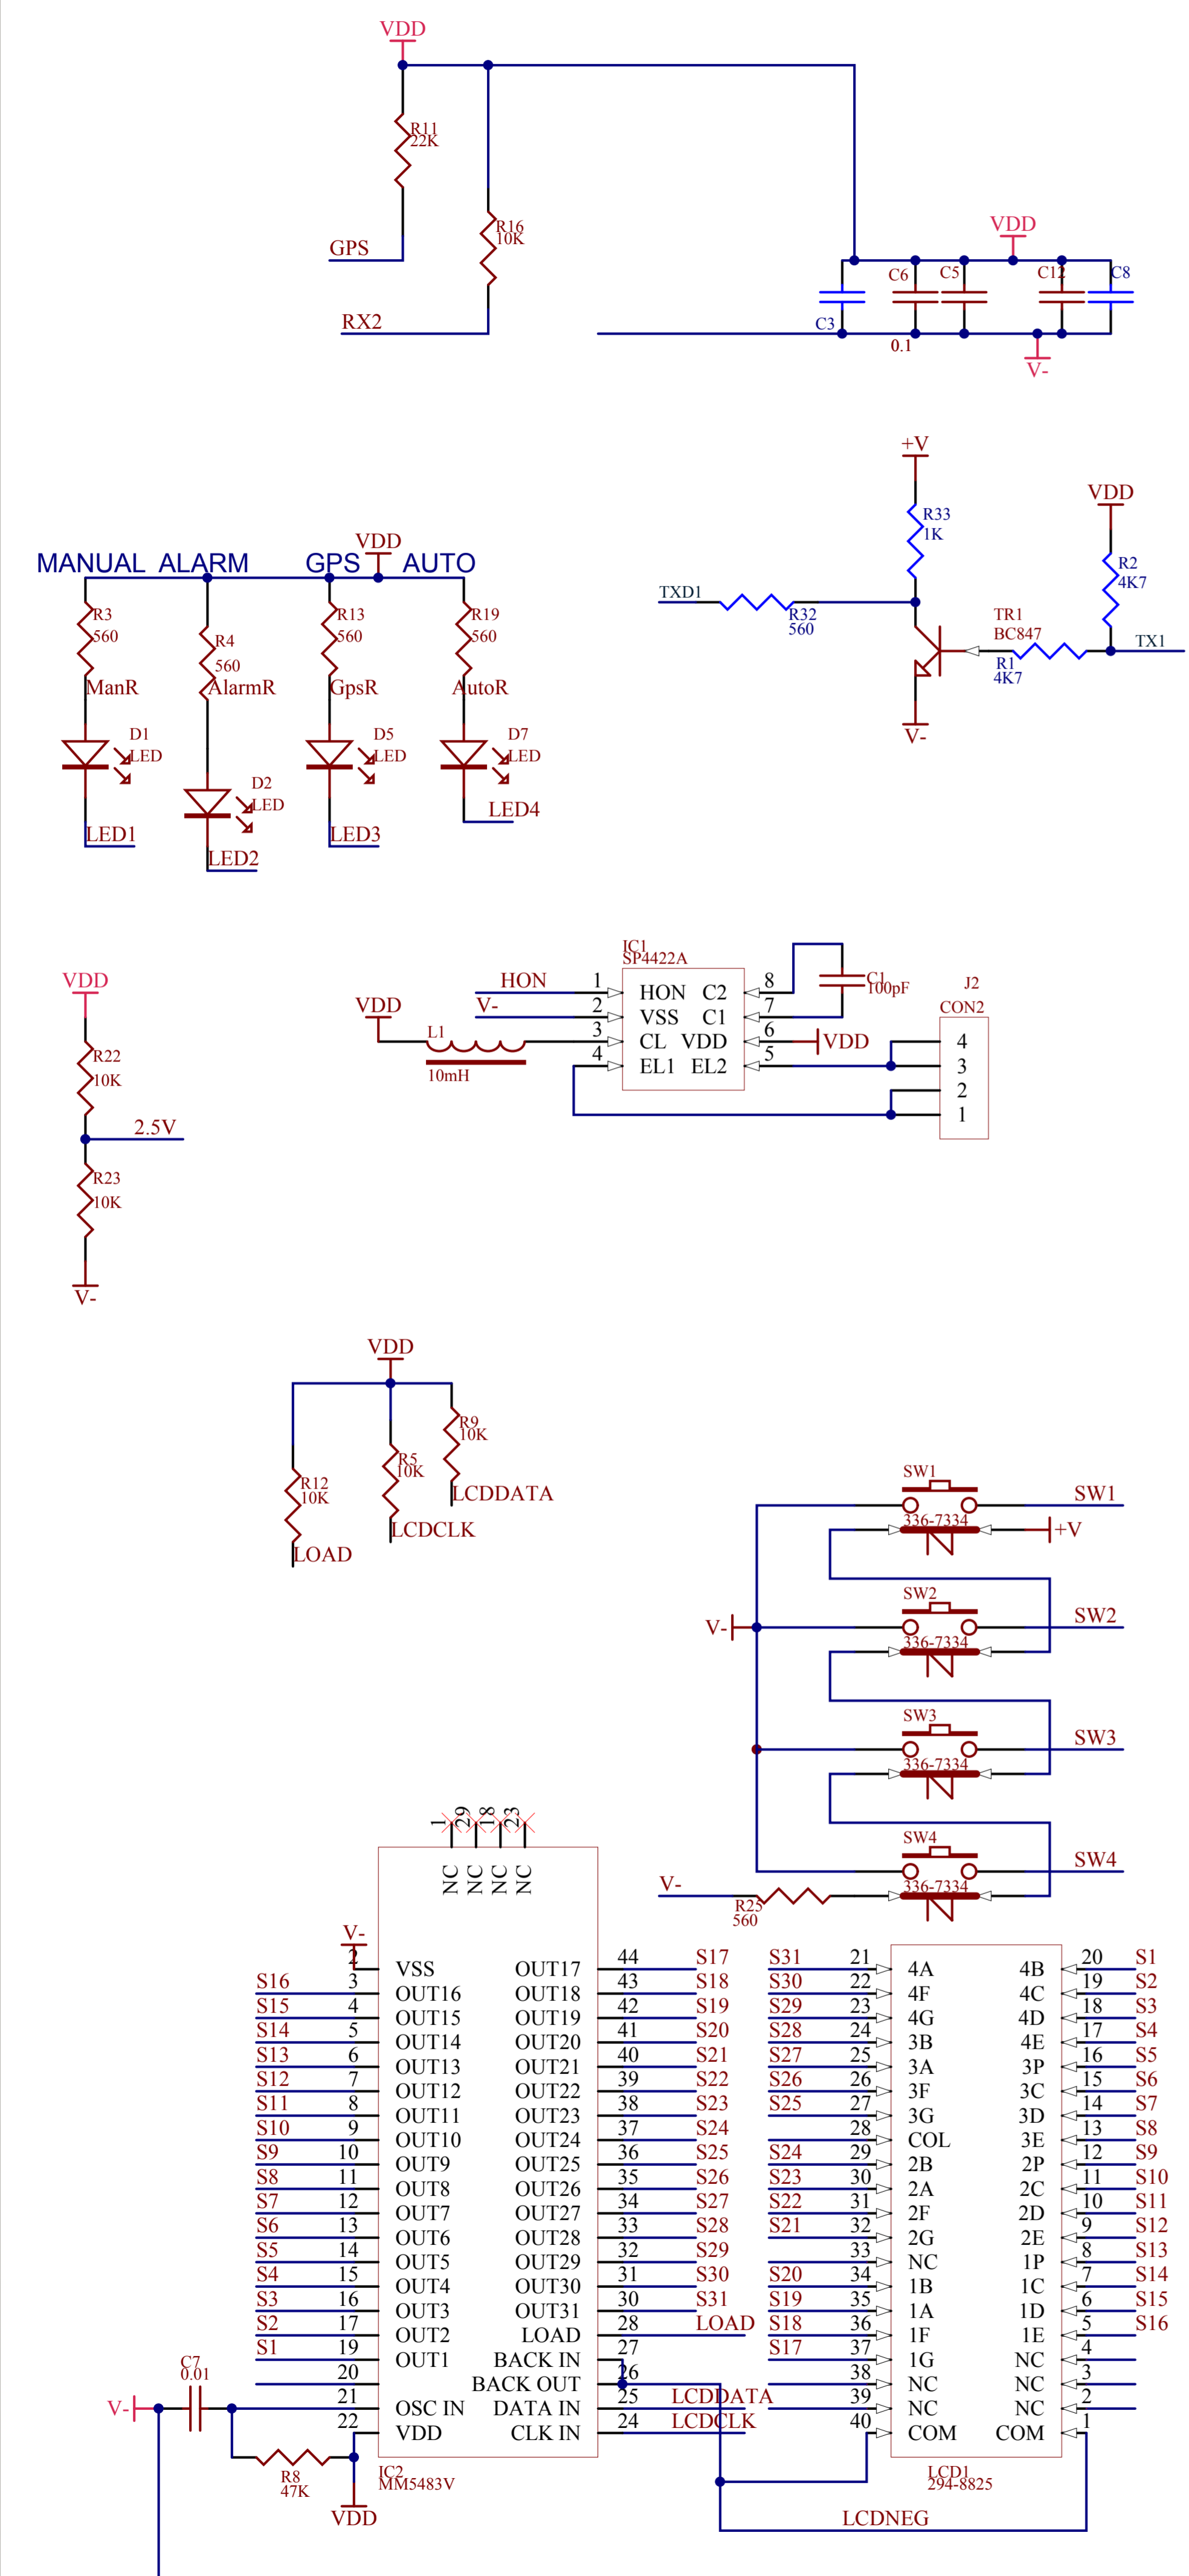 VDD
R11
22K
R16
10K
GPS
RX2
VDD
C6 C5 C12 C8
C3
0.1
V-
+V
VDD
R33
1K
R2
4K7
TXD1
R32
560
TR1
BC847
R1
4K7
TX1
V-
VDD
MANUAL ALARM GPS AUTO
R3
560
R4
560
R13
560
R19
560
ManR AlarmR GpsR AutoR
D1
LED
D2
LED
D5
LED
D7
LED
LED1
LED2
LED3
LED4
VDD
R22
10K
2.5V
R23
10K
V-
IC1
SP4422A
HON 1 HON C2 8
V- 2 VSS C1 7
VDD L1 3 CL VDD 6 VDD
4 EL1 EL2 5
10mH
C1
100pF
J2
CON2
4
3
2
1
VDD
R9
10K
R5
10K
R12
10K
LCDDATA
LCDCLK
LOAD
SW1
SW1
336-7334
+V
SW2
SW2
336-7334
V-
SW3
SW3
336-7334
SW4
SW4
336-7334
V-
R25
560
1 29 18 23
NC NC NC NC
V-
2 VSS OUT17 44 S17
S16 3 OUT16 OUT18 43 S18
S15 4 OUT15 OUT19 42 S19
S14 5 OUT14 OUT20 41 S20
S13 6 OUT13 OUT21 40 S21
S12 7 OUT12 OUT22 39 S22
S11 8 OUT11 OUT23 38 S23
S10 9 OUT10 OUT24 37 S24
S9 10 OUT9 OUT25 36 S25
S8 11 OUT8 OUT26 35 S26
S7 12 OUT7 OUT27 34 S27
S6 13 OUT6 OUT28 33 S28
S5 14 OUT5 OUT29 32 S29
S4 15 OUT4 OUT30 31 S30
S3 16 OUT3 OUT31 30 S31
S2 17 OUT2 LOAD 28 LOAD
S1 19 OUT1 BACK IN 27
20 BACK OUT 26
21 OSC IN DATA IN 25 LCDDATA
22 VDD CLK IN 24 LCDCLK
C7
0.01
V-
R8
47K
VDD
IC2
MM5483V
S31 21 4A 4B 20 S1
S30 22 4F 4C 19 S2
S29 23 4G 4D 18 S3
S28 24 3B 4E 17 S4
S27 25 3A 3P 16 S5
S26 26 3F 3C 15 S6
S25 27 3G 3D 14 S7
28 COL 3E 13 S8
S24 29 2B 2P 12 S9
S23 30 2A 2C 11 S10
S22 31 2F 2D 10 S11
S21 32 2G 2E 9 S12
33 NC 1P 8 S13
S20 34 1B 1C 7 S14
S19 35 1A 1D 6 S15
S18 36 1F 1E 5 S16
S17 37 1G NC 4
38 NC NC 3
39 NC NC 2
40 COM COM 1
LCD1
294-8825
LCDNEG